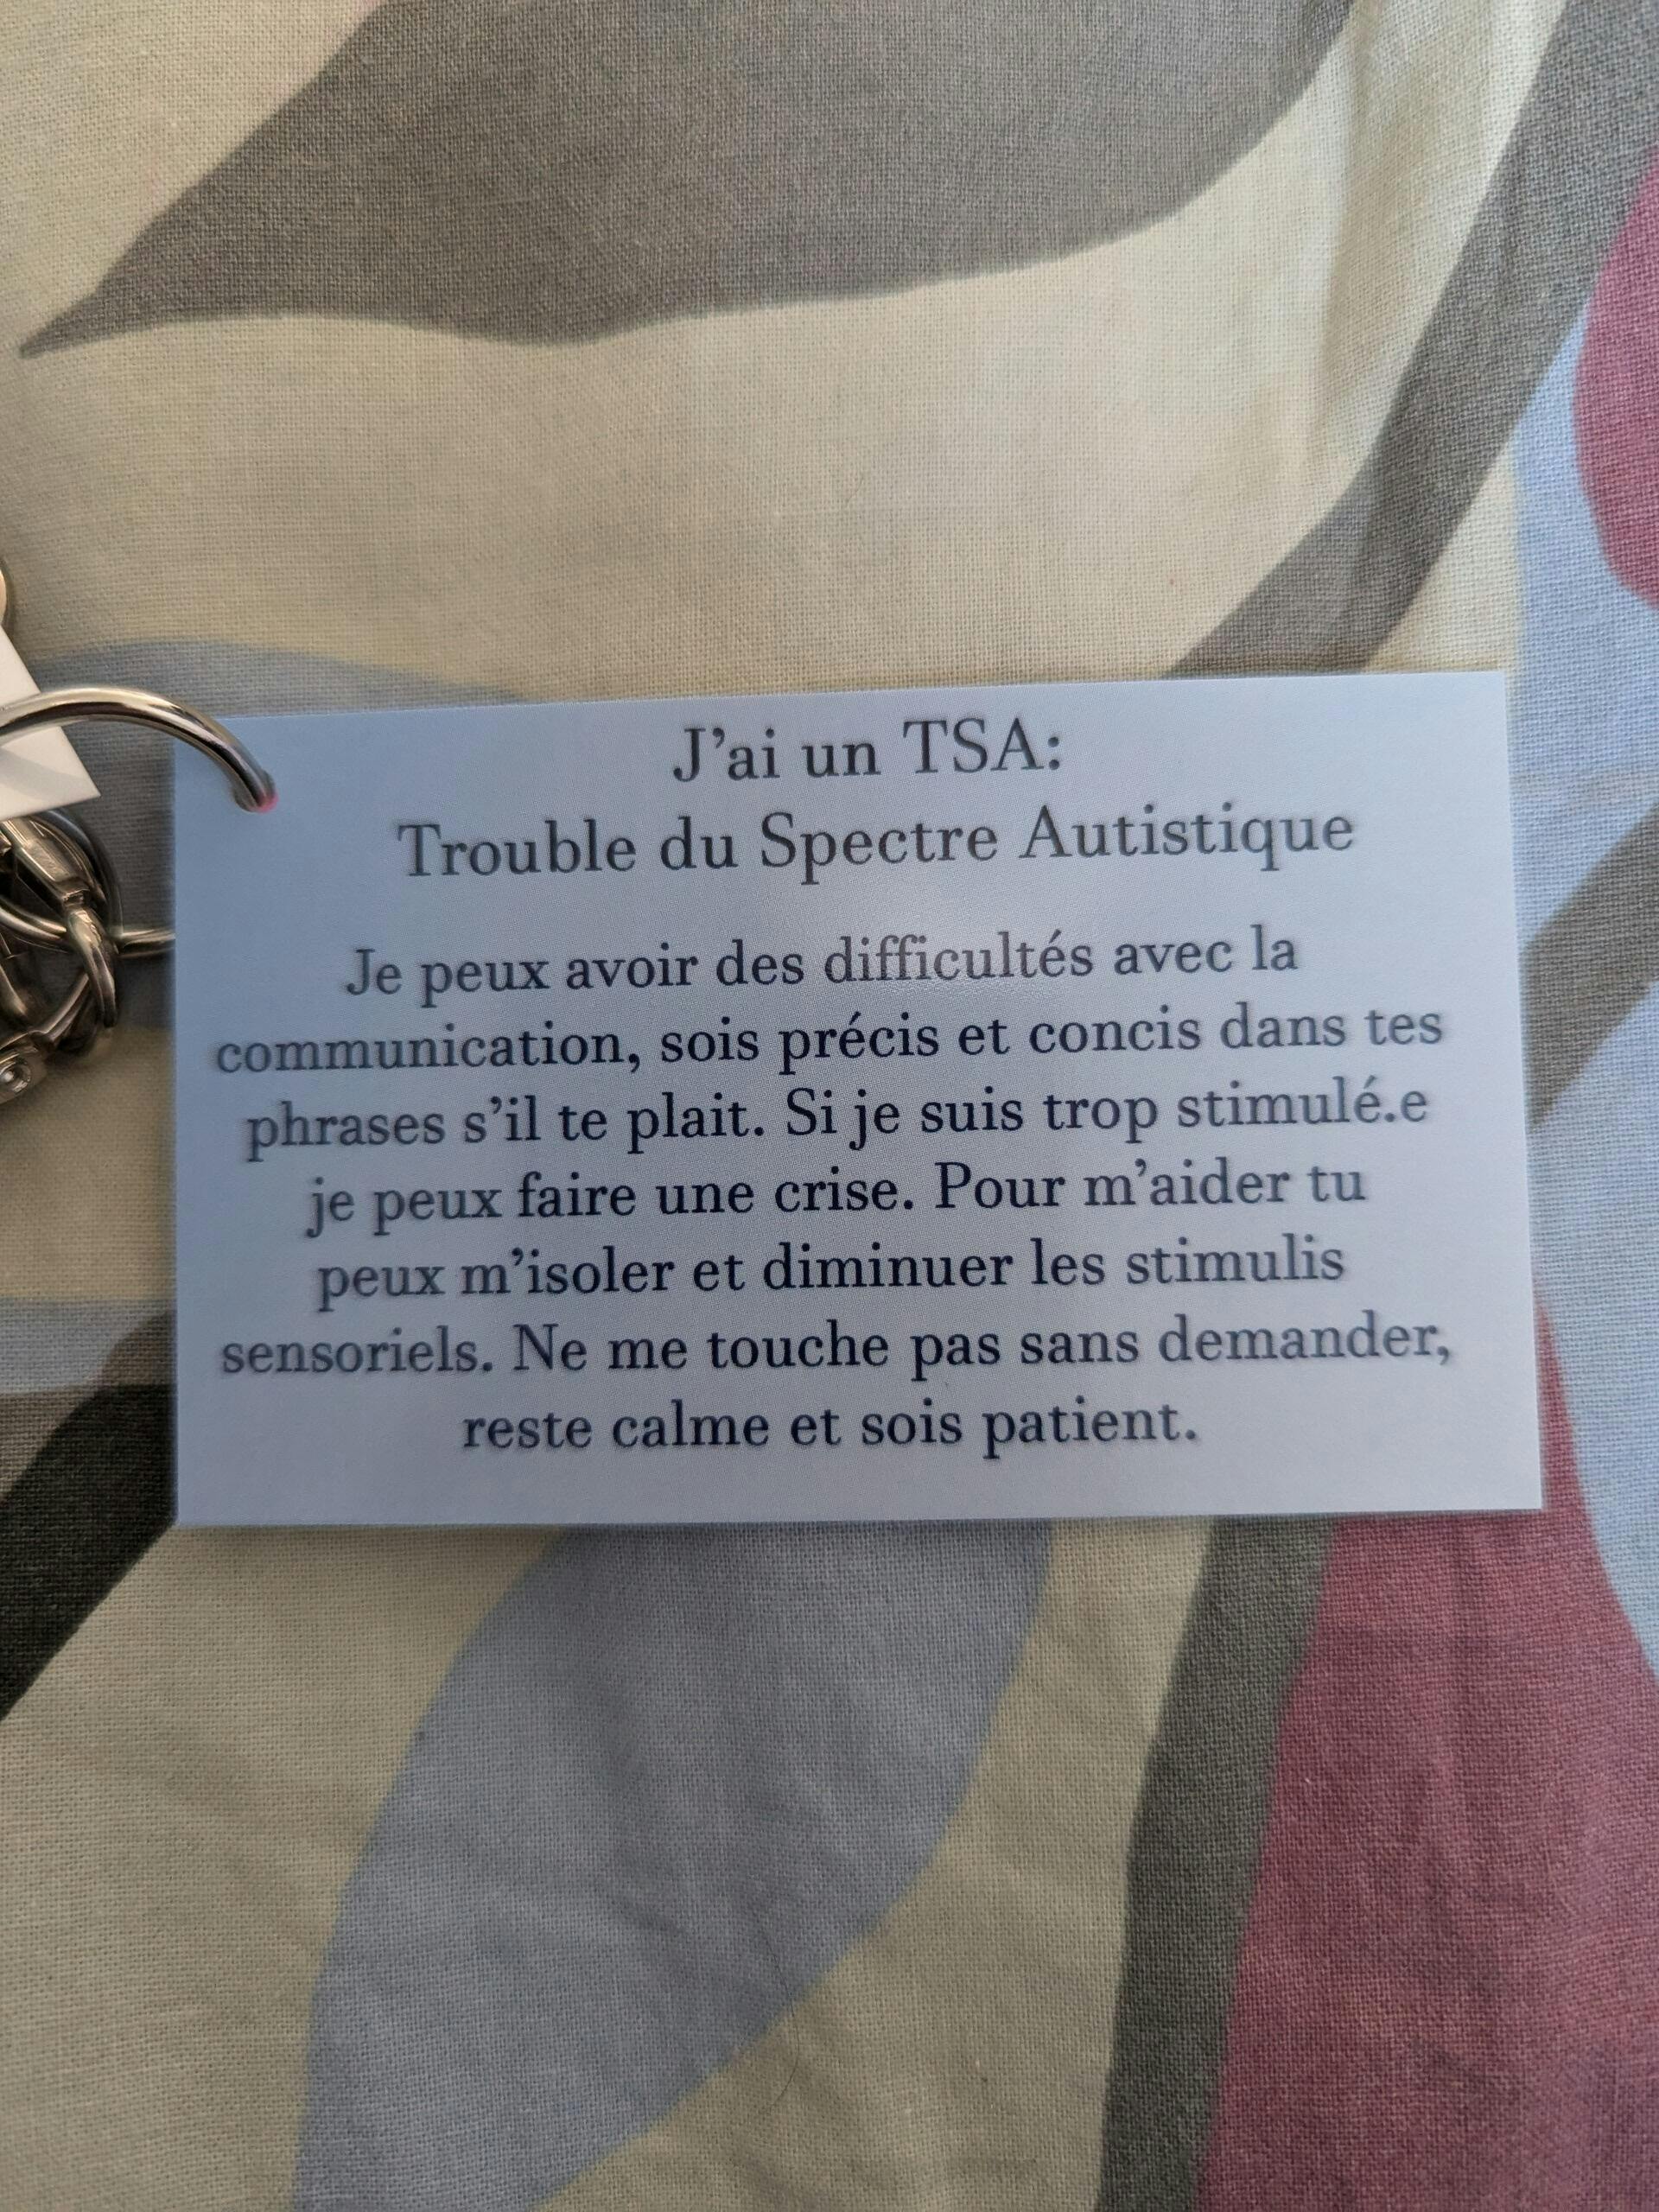 J'ai un TSA:
Trouble du Spectre Autistique
Je peux avoir des difficultés avec la
communication, sois précis et concis dans tes
phrases s'il te plait. Si je suis trop stimulé.e
je peux faire une crise. Pour m'aider tu
peux m'isoler et diminuer les stimulis
sensoriels. Ne me touche pas sans demander,
reste calme et sois patient.